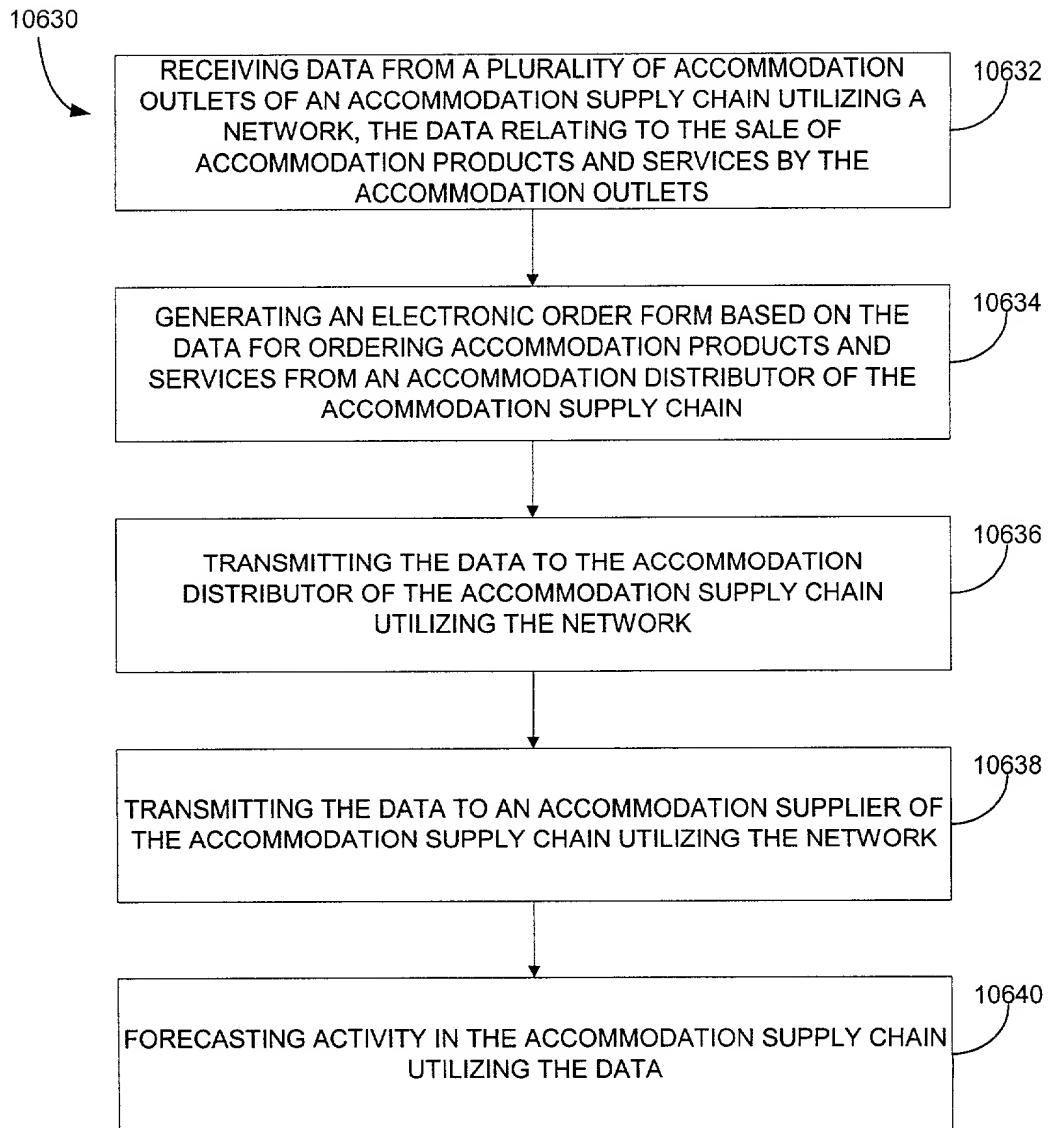 10630
RECEIVING DATA FROM A PLURALITY OF ACCOMMODATION
OUTLETS OF AN ACCOMMODATION SUPPLY CHAIN UTILIZING A
NETWORK, THE DATA RELATING TO THE SALE OF
ACCOMMODATION PRODUCTS AND SERVICES BY THE
ACCOMMODATION OUTLETS
10632
GENERATING AN ELECTRONIC ORDER FORM BASED ON THE
DATA FOR ORDERING ACCOMMODATION PRODUCTS AND
SERVICES FROM AN ACCOMMODATION DISTRIBUTOR OF THE
ACCOMMODATION SUPPLY CHAIN
10634
TRANSMITTING THE DATA TO THE ACCOMMODATION
DISTRIBUTOR OF THE ACCOMMODATION SUPPLY CHAIN
UTILIZING THE NETWORK
10636
TRANSMITTING THE DATA TO AN ACCOMMODATION SUPPLIER OF
THE ACCOMMODATION SUPPLY CHAIN UTILIZING THE NETWORK
10638
FORECASTING ACTIVITY IN THE ACCOMMODATION SUPPLY CHAIN
UTILIZING THE DATA
10640